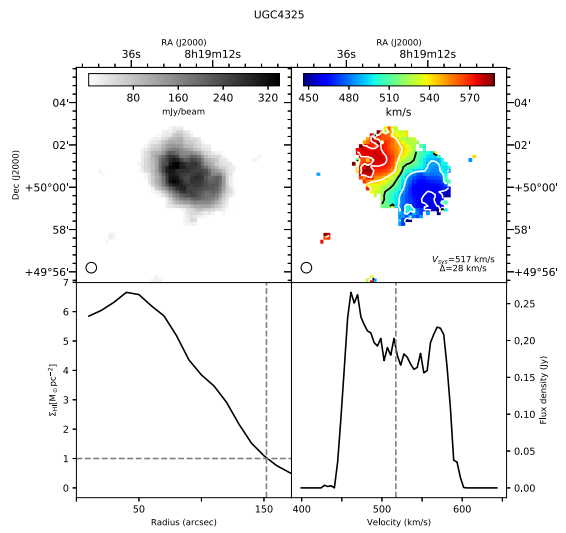 UGC4325
RA (J2000)
36s 8h19m12s
RA (J2000)
36s 8h19m12s
80 160 240 320
mJy/beam
450 480 510 540 570
km/s
Dec (J2000)
04'
02'
+50°00'
58'
+49°56'
04'
02'
+50°00'
58'
+49°56'
V_sys=517 km/s
Δ=28 km/s
Σ_HI[M_⊙pc⁻²]
7
6
5
4
3
2
1
0
50 150
Radius (arcsec)
0.25
0.20
0.15
0.10
0.05
0.00
Flux density (Jy)
400 500 600
Velocity (km/s)